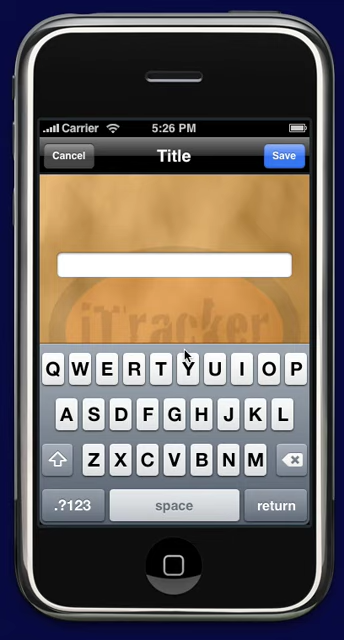 Carrier 5:26 PM
Cancel Title Save
iTracker
Q W E R T Y U I O P
A S D F G H J K L
Z X C V B N M
.?123 space return